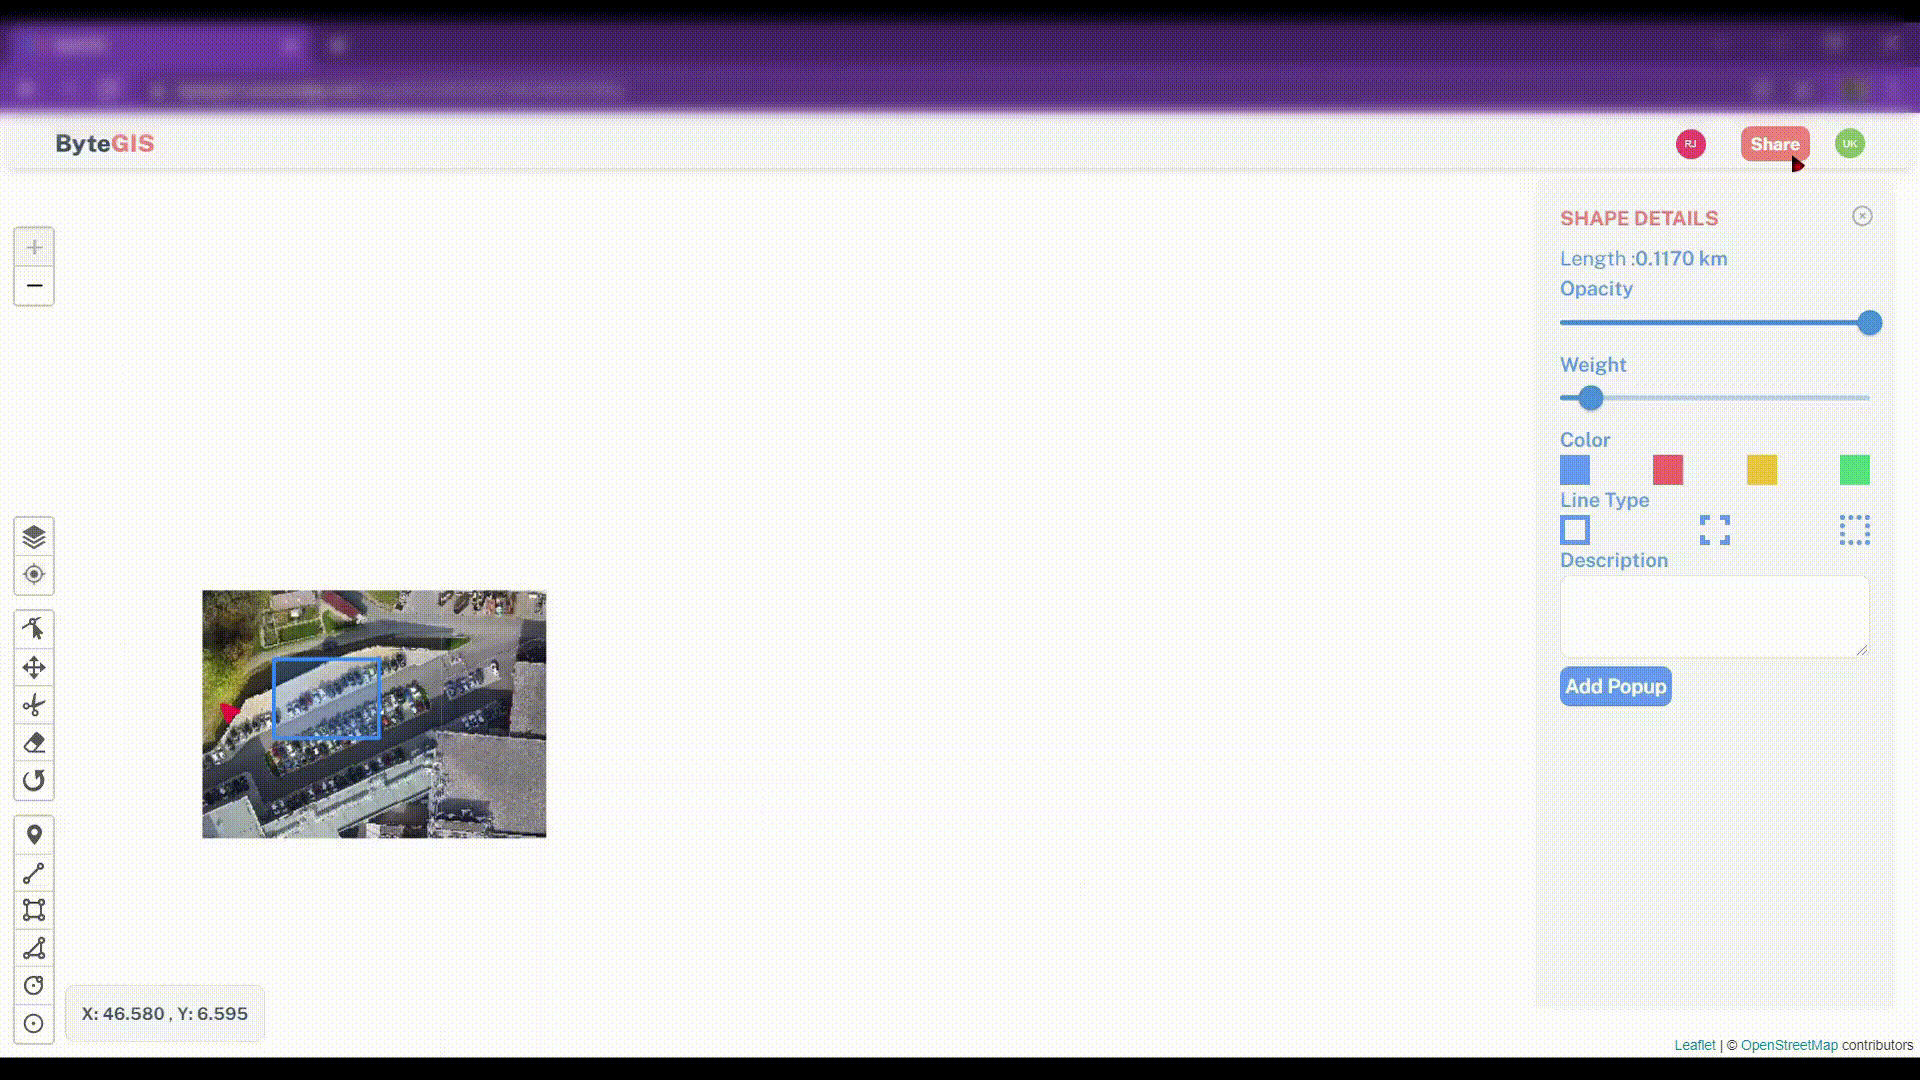 ByteGIS
RJ
Share
UK
SHAPE DETAILS
Length :0.1170 km
Opacity
Weight
Color
Line Type
Description
Add Popup
X: 46.580 , Y: 6.595
Leaflet | © OpenStreetMap contributors